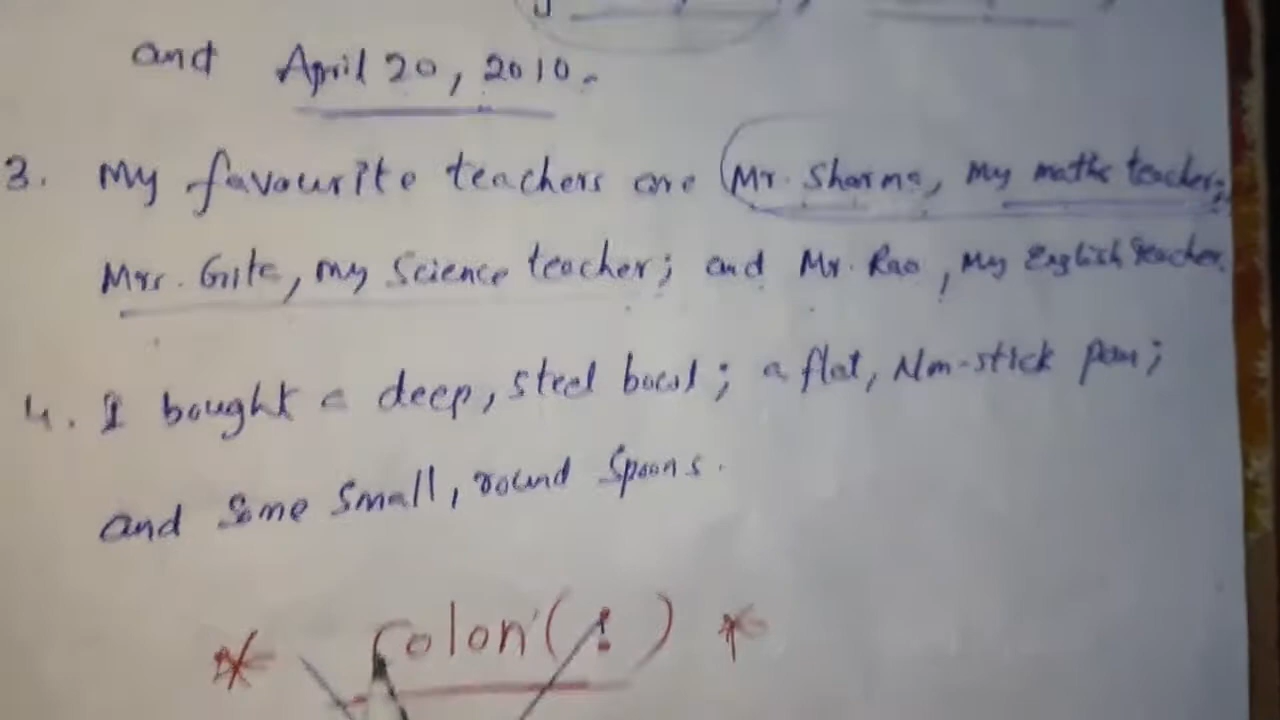 and April 20, 2010.
3. My favourite teachers are (Mr. Sharma, my maths teacher;
Mrs. Gita, my Science teacher; and Mr. Rao, my English teacher.
4. I bought a deep, steel bowl; a flat, Non-stick pan;
and some small, round spoons.
* Colon (:) *